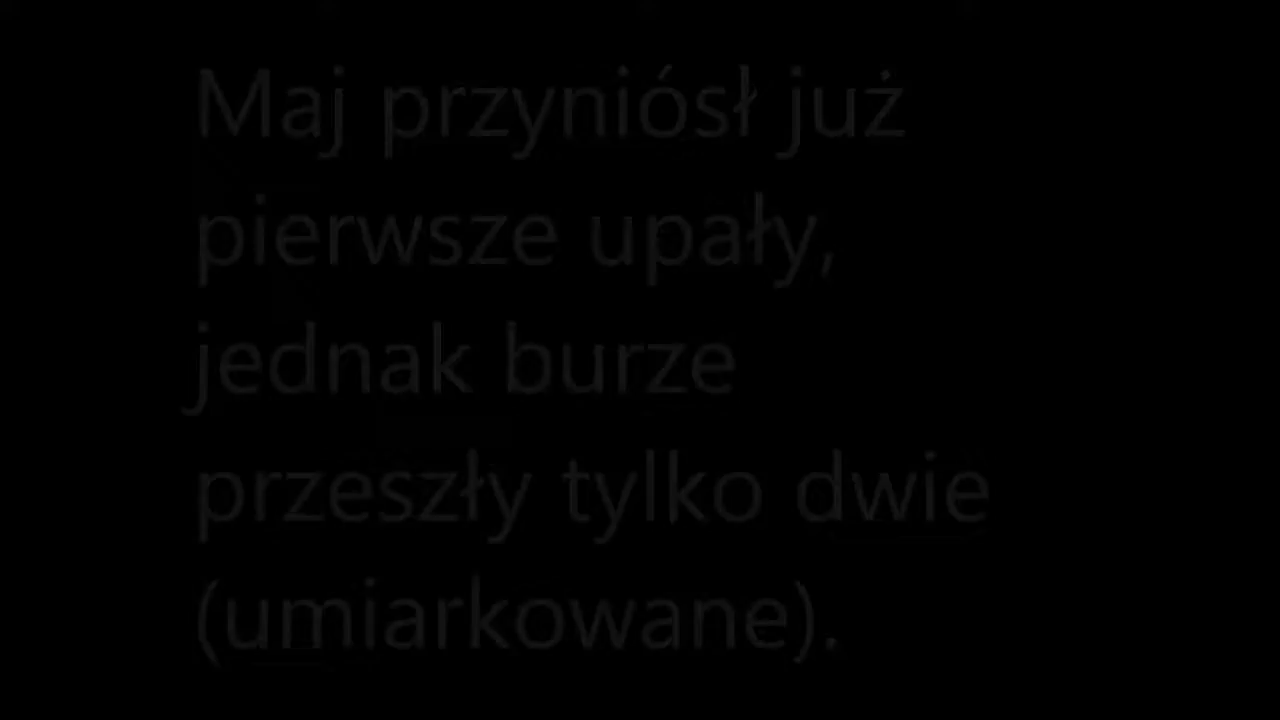 Maj przyniósł już
pierwsze upały,
jednak burze
przeszły tylko dwie
(umiarkowane).